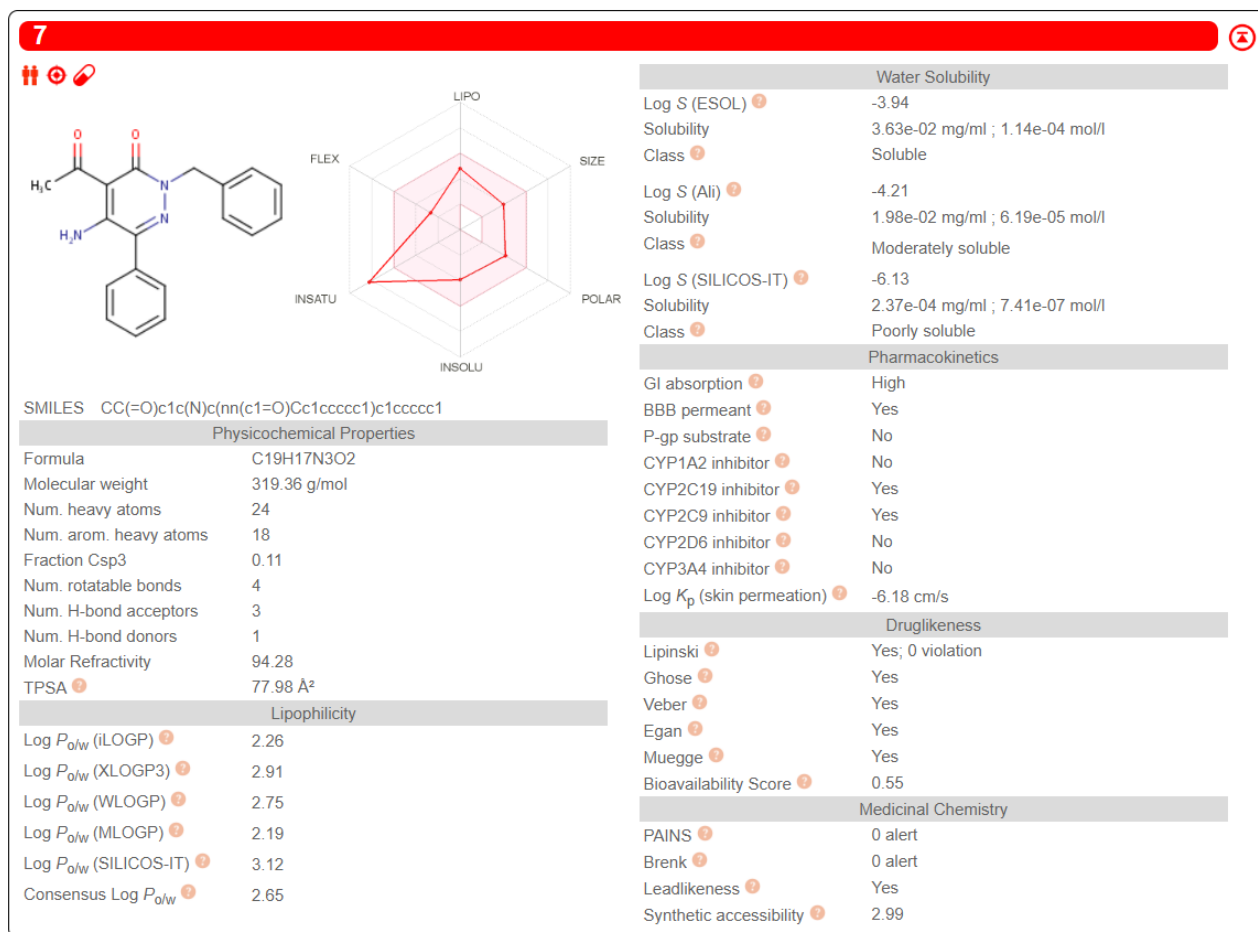 7
O
O
H₃C
N
N
H₂N
LIPO
FLEX
SIZE
INSATU
POLAR
INSOLU
SMILES CC(=O)c1c(N)c(nn(c1=O)Cc1ccccc1)c1ccccc1
Physicochemical Properties
Formula C19H17N3O2
Molecular weight 319.36 g/mol
Num. heavy atoms 24
Num. arom. heavy atoms 18
Fraction Csp3 0.11
Num. rotatable bonds 4
Num. H-bond acceptors 3
Num. H-bond donors 1
Molar Refractivity 94.28
TPSA ? 77.98 Å²
Lipophilicity
Log Po/w (iLOGP) ? 2.26
Log Po/w (XLOGP3) ? 2.91
Log Po/w (WLOGP) ? 2.75
Log Po/w (MLOGP) ? 2.19
Log Po/w (SILICOS-IT) ? 3.12
Consensus Log Po/w ? 2.65
Water Solubility
Log S (ESOL) ? -3.94
Solubility 3.63e-02 mg/ml ; 1.14e-04 mol/l
Class ? Soluble
Log S (Ali) ? -4.21
Solubility 1.98e-02 mg/ml ; 6.19e-05 mol/l
Class ? Moderately soluble
Log S (SILICOS-IT) ? -6.13
Solubility 2.37e-04 mg/ml ; 7.41e-07 mol/l
Class ? Poorly soluble
Pharmacokinetics
GI absorption ? High
BBB permeant ? Yes
P-gp substrate ? No
CYP1A2 inhibitor ? No
CYP2C19 inhibitor ? Yes
CYP2C9 inhibitor ? Yes
CYP2D6 inhibitor ? No
CYP3A4 inhibitor ? No
Log Kp (skin permeation) ? -6.18 cm/s
Druglikeness
Lipinski ? Yes; 0 violation
Ghose ? Yes
Veber ? Yes
Egan ? Yes
Muegge ? Yes
Bioavailability Score ? 0.55
Medicinal Chemistry
PAINS ? 0 alert
Brenk ? 0 alert
Leadlikeness ? Yes
Synthetic accessibility ? 2.99